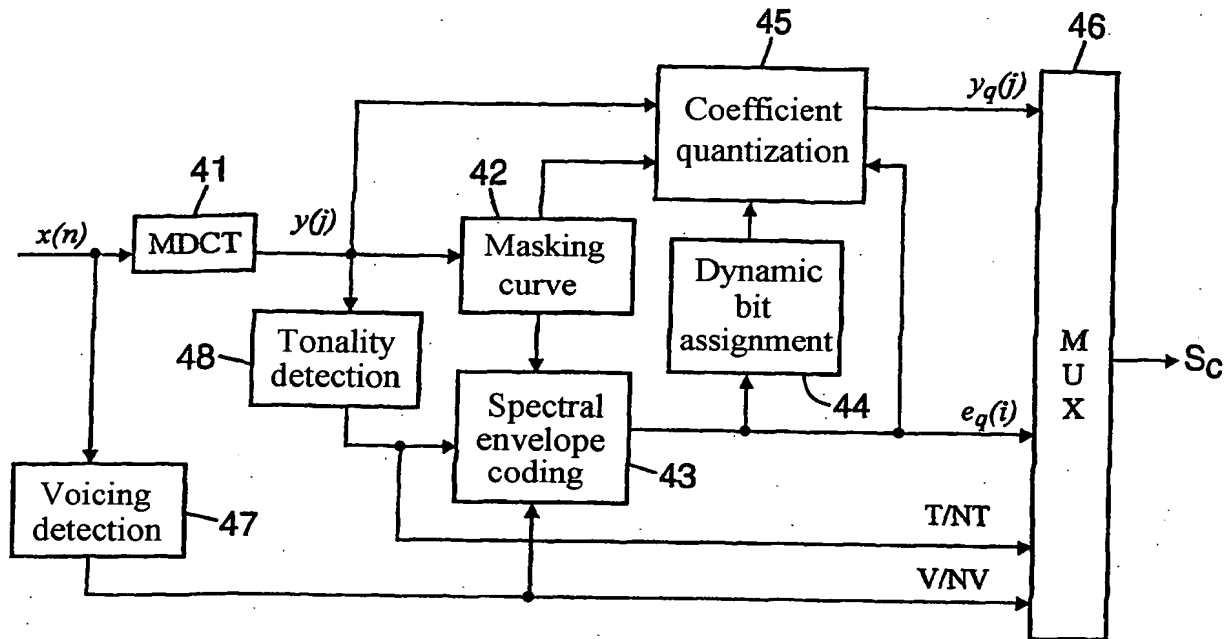 45
46
Coefficient
quantization
y_q(j)
41
42
x(n)
MDCT
y(j)
Masking
curve
Dynamic
bit
assignment
44
48
Tonality
detection
M
U
X
S_C
Spectral
envelope
coding
43
e_q(i)
Voicing
detection
47
T/NT
V/NV